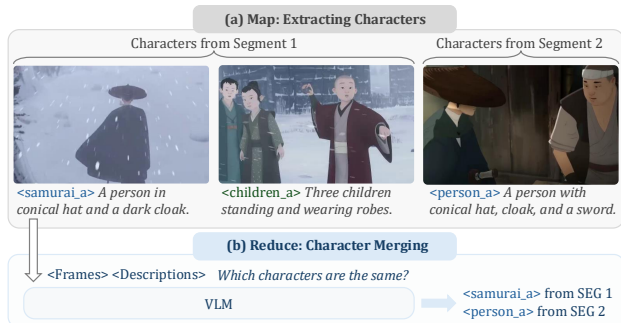 (a) Map: Extracting Characters
Characters from Segment 1
Characters from Segment 2
<samurai_a> A person in
conical hat and a dark cloak.
<children_a> Three children
standing and wearing robes.
<person_a> A person with
conical hat, cloak, and a sword.
(b) Reduce: Character Merging
<Frames> <Descriptions> Which characters are the same?
VLM
<samurai_a> from SEG 1
<person_a> from SEG 2